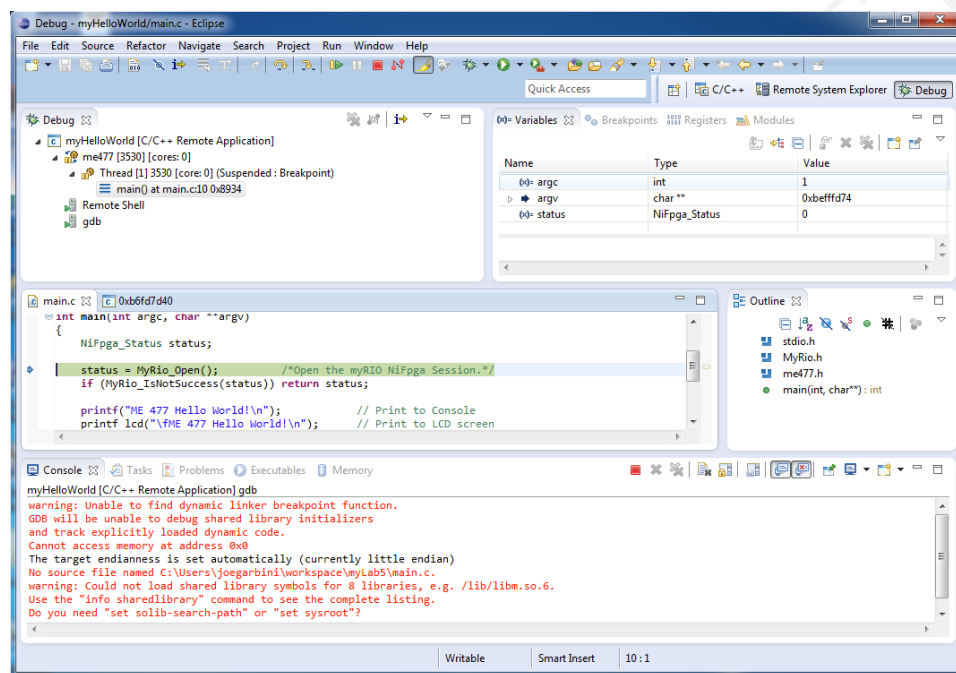 Debug - myHelloWorld/main.c - Eclipse
File Edit Source Refactor Navigate Search Project Run Window Help
Quick Access
C/C++ Remote System Explorer Debug
Debug
myHelloWorld [C/C++ Remote Application]
me477 [3530] [cores: 0]
Thread [1] 3530 [core: 0] (Suspended : Breakpoint)
main() at main.c:10 0x8934
Remote Shell
gdb
(x)= Variables Breakpoints Registers Modules
Name Type Value
(x)= argc int 1
argv char ** 0xbefffd74
(x)= status NiFpga_Status 0
main.c 0xb6fd7d40
int main(int argc, char **argv)
{
NiFpga_Status status;
status = MyRio_Open(); /*Open the myRIO NiFpga Session.*/
if (MyRio_IsNotSuccess(status)) return status;
printf("ME 477 Hello World!\n"); // Print to Console
printf_lcd("\fME 477 Hello World!\n"); // Print to LCD screen
Outline
stdio.h
MyRio.h
me477.h
main(int, char**) : int
Console Tasks Problems Executables Memory
myHelloWorld [C/C++ Remote Application] gdb
warning: Unable to find dynamic linker breakpoint function.
GDB will be unable to debug shared library initializers
and track explicitly loaded dynamic code.
Cannot access memory at address 0x0
The target endianness is set automatically (currently little endian)
No source file named C:\Users\joegarbini\workspace\myLab5\main.c.
warning: Could not load shared library symbols for 8 libraries, e.g. /lib/libm.so.6.
Use the "info sharedlibrary" command to see the complete listing.
Do you need "set solib-search-path" or "set sysroot"?
Writable Smart Insert 10 : 1